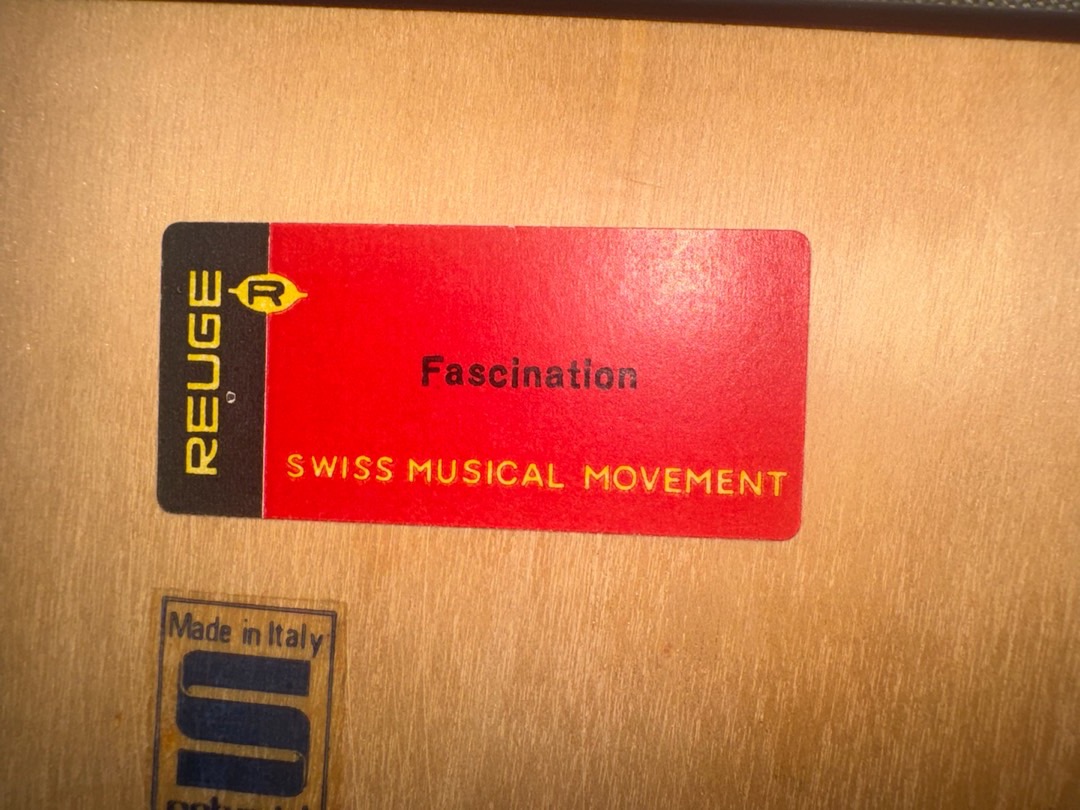 REUGE
R
Fascination
SWISS MUSICAL MOVEMENT
Made in Italy